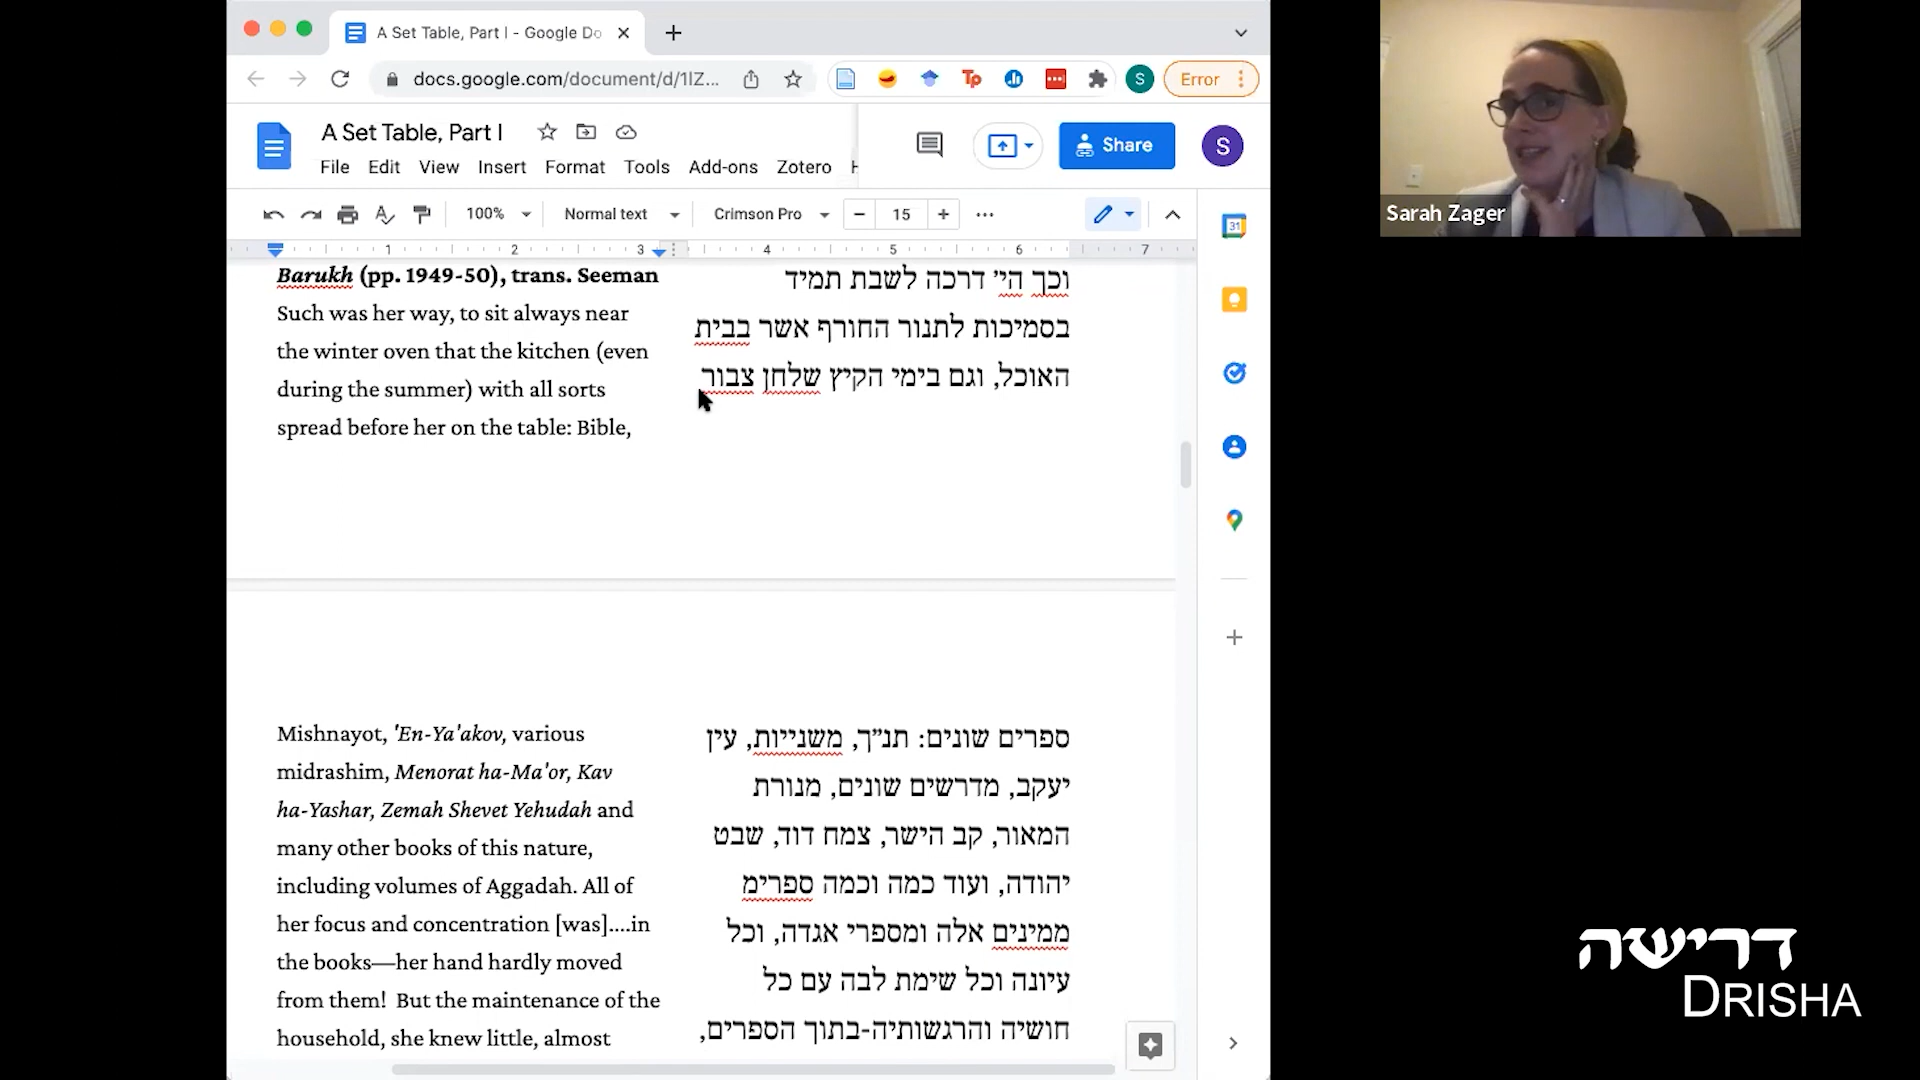 A Set Table, Part I - Google Do
docs.google.com/document/d/1lZ...
Error
A Set Table, Part I
File Edit View Insert Format Tools Add-ons Zotero H
Share
S
100% Normal text Crimson Pro 15
1 2 3 4 5 6 7
Barukh (pp. 1949-50), trans. Seeman
Such was her way, to sit always near
the winter oven that the kitchen (even
during the summer) with all sorts
spread before her on the table: Bible,
וכך הי׳ דרכה לשבת תמיד
בסמיכות לתנור החורף אשר בבית
האוכל, וגם בימי הקיץ שלחן צבור
Mishnayot, 'En-Ya'akov, various
midrashim, Menorat ha-Ma'or, Kav
ha-Yashar, Zemah Shevet Yehudah and
many other books of this nature,
including volumes of Aggadah. All of
her focus and concentration [was]....in
the books—her hand hardly moved
from them! But the maintenance of the
household, she knew little, almost
ספרים שונים: תנ״ך, משנייות, עין
יעקב, מדרשים שונים, מנורת
המאור, קב הישר, צמח דוד, שבט
יהודה, ועוד כמה וכמה ספרימ
ממינים אלה ומספרי אגדה, וכל
עיונה וכל שימת לבה עם כל
חושיה והרגשותיה-בתוך הספרים,
Sarah Zager
דרישה
DRISHA